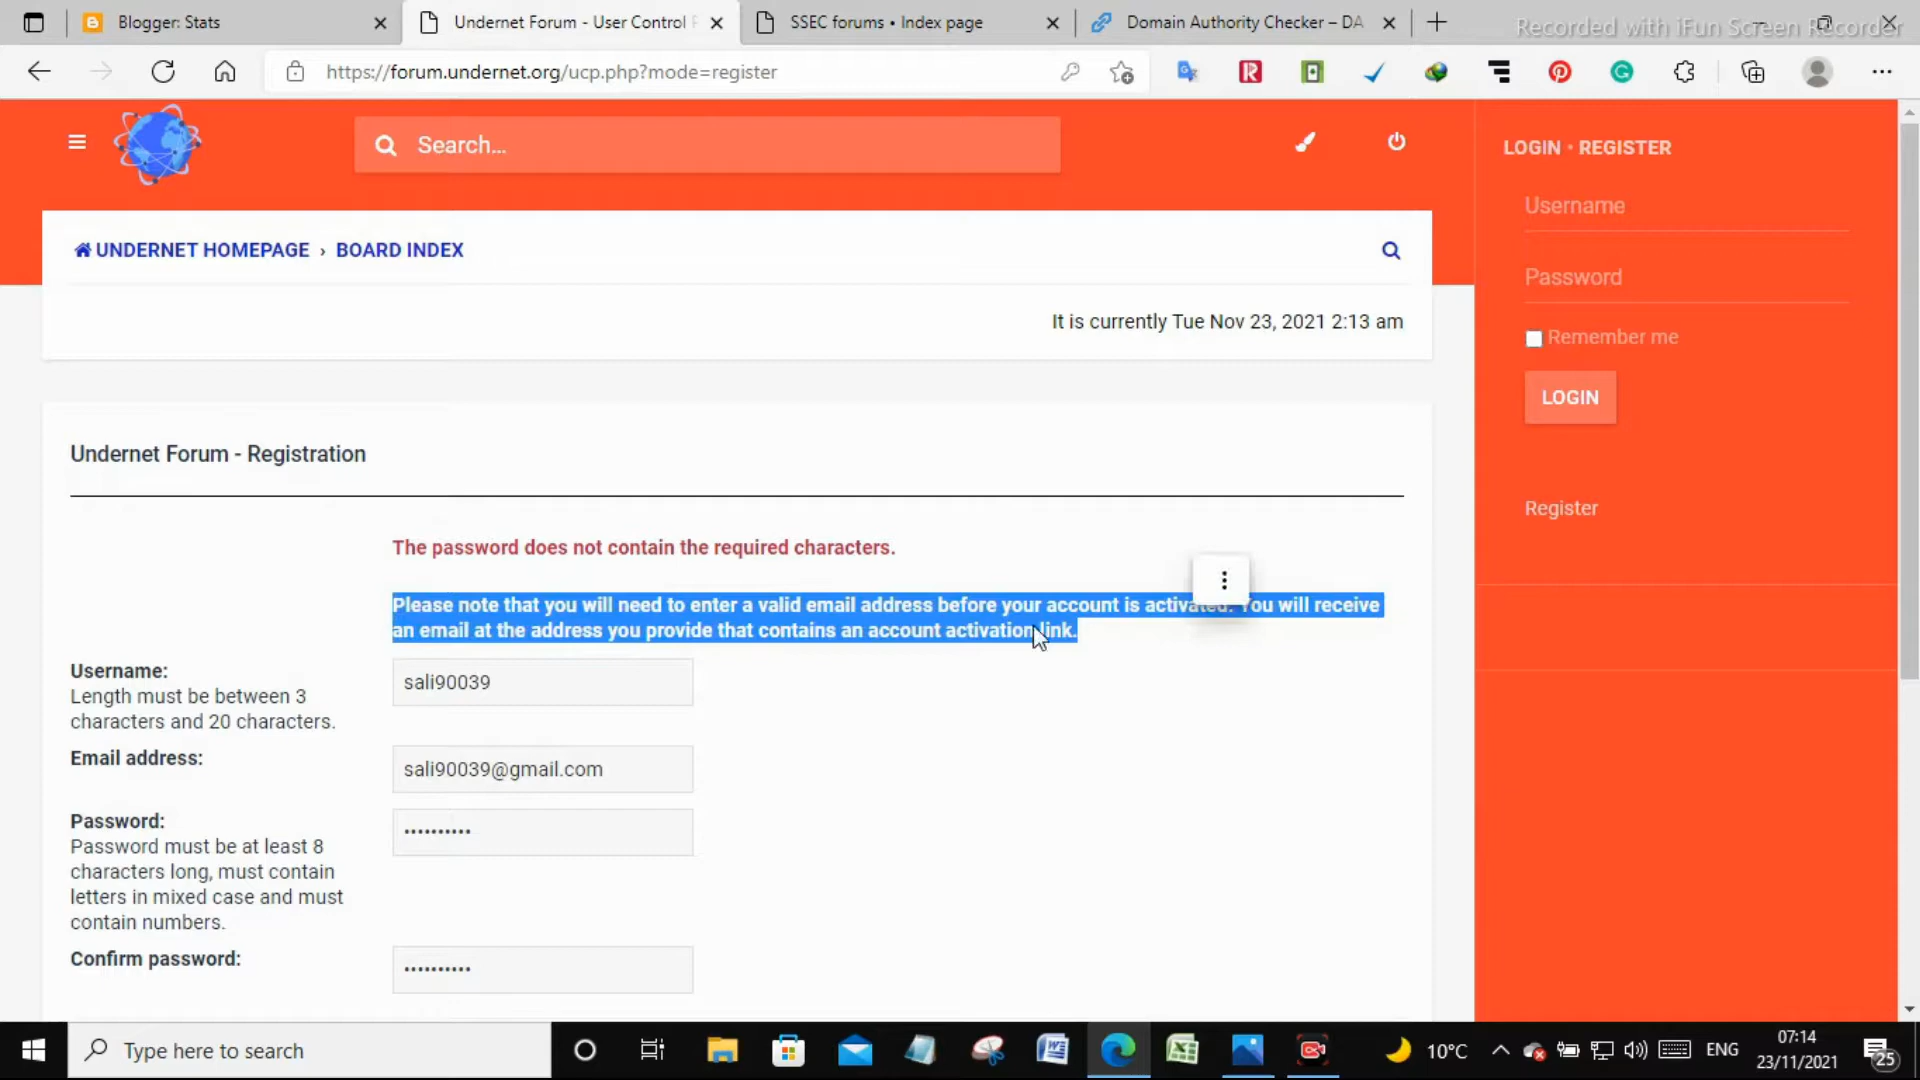 Blogger: Stats
Undernet Forum - User Control P
SSEC forums • Index page
Domain Authority Checker – DA
Recorded with iFun Screen Recorder
https://forum.undernet.org/ucp.php?mode=register
Search...
LOGIN • REGISTER
Username
Password
Remember me
LOGIN
Register
UNDERNET HOMEPAGE › BOARD INDEX
It is currently Tue Nov 23, 2021 2:13 am
Undernet Forum - Registration
The password does not contain the required characters.
Please note that you will need to enter a valid email address before your account is activated. You will receive
an email at the address you provide that contains an account activation link.
Username:
Length must be between 3
characters and 20 characters.
sali90039
Email address:
sali90039@gmail.com
Password:
Password must be at least 8
characters long, must contain
letters in mixed case and must
contain numbers.
••••••••••
Confirm password:
••••••••••
Type here to search
10°C
ENG
07:14
23/11/2021
25